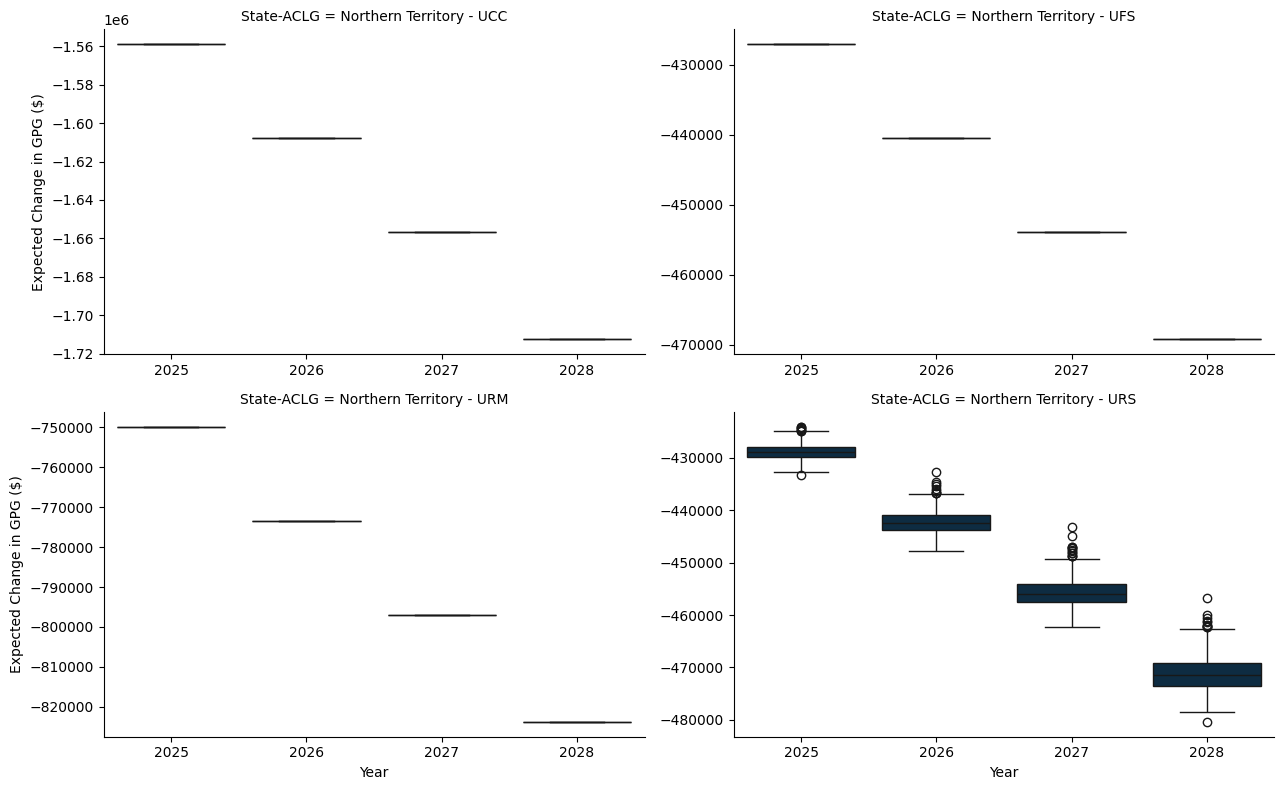 State-ACLG = Northern Territory - UCC
1e6
−1.56
−1.58
−1.60
−1.62
−1.64
−1.66
−1.68
−1.70
−1.72
Expected Change in GPG ($)
2025 2026 2027 2028
State-ACLG = Northern Territory - UFS
−430000
−440000
−450000
−460000
−470000
2025 2026 2027 2028
State-ACLG = Northern Territory - URM
−750000
−760000
−770000
−780000
−790000
−800000
−810000
−820000
Expected Change in GPG ($)
2025 2026 2027 2028
Year
State-ACLG = Northern Territory - URS
−430000
−440000
−450000
−460000
−470000
−480000
2025 2026 2027 2028
Year